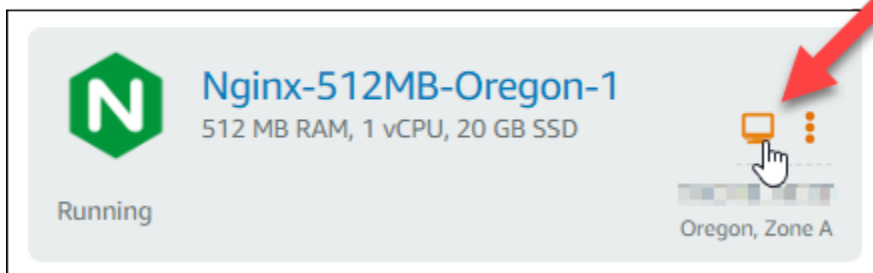 N
Nginx-512MB-Oregon-1
512 MB RAM, 1 vCPU, 20 GB SSD
Running
Oregon, Zone A